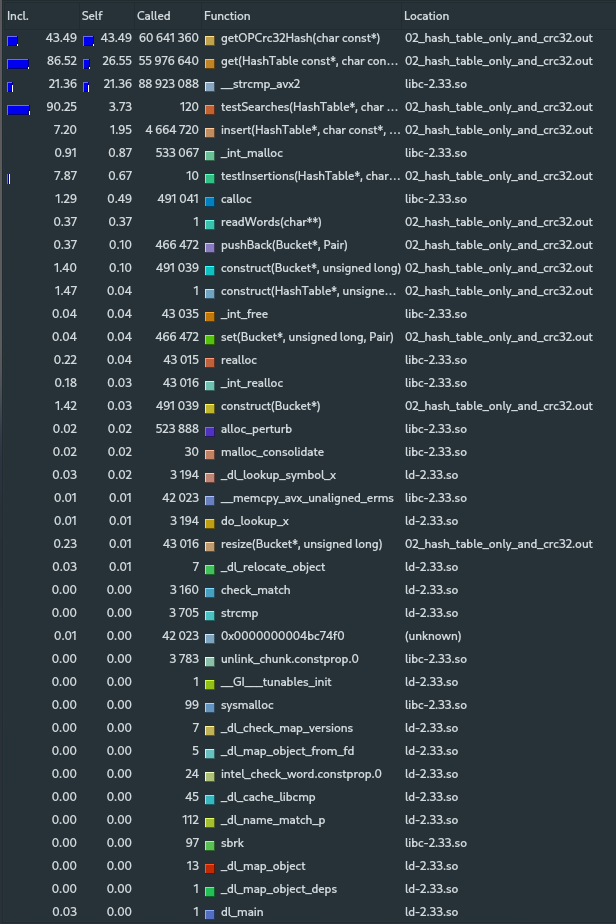 Incl. Self Called Function Location
43.49 43.49 60 641 360 getOPCrc32Hash(char const*) 02_hash_table_only_and_crc32.out
86.52 26.55 55 976 640 get(HashTable const*, char con... 02_hash_table_only_and_crc32.out
21.36 21.36 88 923 088 __strcmp_avx2 libc-2.33.so
90.25 3.73 120 testSearches(HashTable*, char ... 02_hash_table_only_and_crc32.out
7.20 1.95 4 664 720 insert(HashTable*, char const*, ... 02_hash_table_only_and_crc32.out
0.91 0.87 533 067 _int_malloc libc-2.33.so
7.87 0.67 10 testInsertions(HashTable*, char... 02_hash_table_only_and_crc32.out
1.29 0.49 491 041 calloc libc-2.33.so
0.37 0.37 1 readWords(char**) 02_hash_table_only_and_crc32.out
0.37 0.10 466 472 pushBack(Bucket*, Pair) 02_hash_table_only_and_crc32.out
1.40 0.10 491 039 construct(Bucket*, unsigned long) 02_hash_table_only_and_crc32.out
1.47 0.04 1 construct(HashTable*, unsigne... 02_hash_table_only_and_crc32.out
0.04 0.04 43 035 _int_free libc-2.33.so
0.04 0.04 466 472 set(Bucket*, unsigned long, Pair) 02_hash_table_only_and_crc32.out
0.22 0.04 43 015 realloc libc-2.33.so
0.18 0.03 43 016 _int_realloc libc-2.33.so
1.42 0.03 491 039 construct(Bucket*) 02_hash_table_only_and_crc32.out
0.02 0.02 523 888 alloc_perturb libc-2.33.so
0.02 0.02 30 malloc_consolidate libc-2.33.so
0.03 0.02 3 194 _dl_lookup_symbol_x ld-2.33.so
0.01 0.01 42 023 __memcpy_avx_unaligned_erms libc-2.33.so
0.01 0.01 3 194 do_lookup_x ld-2.33.so
0.23 0.01 43 016 resize(Bucket*, unsigned long) 02_hash_table_only_and_crc32.out
0.03 0.01 7 _dl_relocate_object ld-2.33.so
0.00 0.00 3 160 check_match ld-2.33.so
0.00 0.00 3 705 strcmp ld-2.33.so
0.01 0.00 42 023 0x0000000004bc74f0 (unknown)
0.00 0.00 3 783 unlink_chunk.constprop.0 libc-2.33.so
0.00 0.00 1 __GI___tunables_init ld-2.33.so
0.00 0.00 99 sysmalloc libc-2.33.so
0.00 0.00 7 _dl_check_map_versions ld-2.33.so
0.00 0.00 5 _dl_map_object_from_fd ld-2.33.so
0.00 0.00 24 intel_check_word.constprop.0 ld-2.33.so
0.00 0.00 45 _dl_cache_libcmp ld-2.33.so
0.00 0.00 112 _dl_name_match_p ld-2.33.so
0.00 0.00 97 sbrk libc-2.33.so
0.00 0.00 13 _dl_map_object ld-2.33.so
0.00 0.00 1 _dl_map_object_deps ld-2.33.so
0.03 0.00 1 dl_main ld-2.33.so